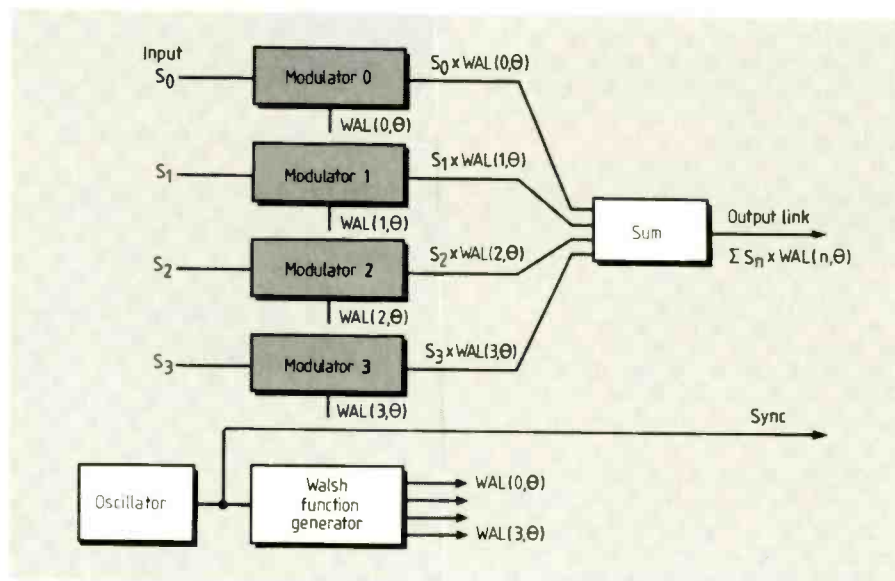 Input
S₀
Modulator 0
S₀ x WAL(0,θ)
WAL(0,θ)
S₁
Modulator 1
S₁ x WAL(1,θ)
WAL(1,θ)
S₂
Modulator 2
S₂ x WAL(2,θ)
WAL(2,θ)
S₃
Modulator 3
S₃ x WAL(3,θ)
WAL(3,θ)
Sum
Output link
Σ Sₙ x WAL(n,θ)
Sync
Oscillator
Walsh
function
generator
WAL(0,θ)
WAL(3,θ)